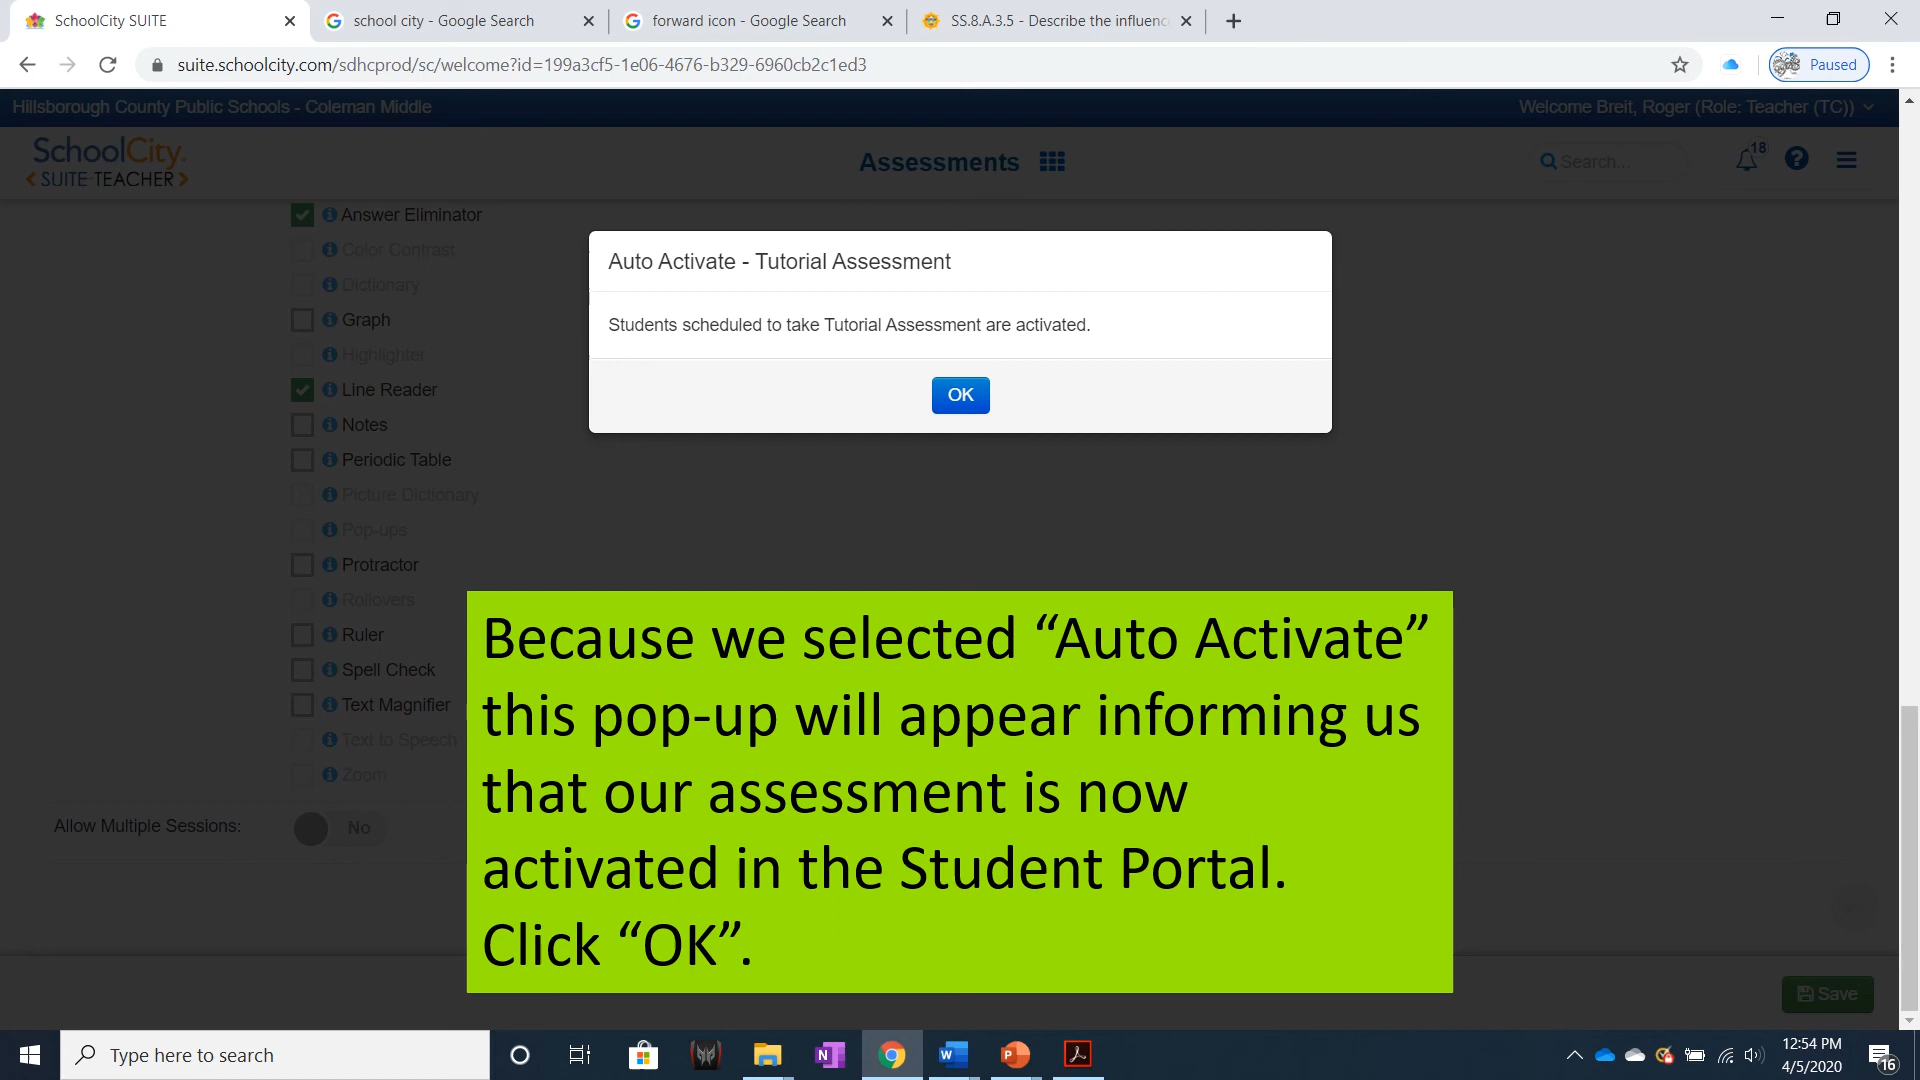 SchoolCity SUITE
school city - Google Search
forward icon - Google Search
SS.8.A.3.5 - Describe the influenc
suite.schoolcity.com/sdhcprod/sc/welcome?id=199a3cf5-1e06-4676-b329-6960cb2c1ed3
Paused
Hillsborough County Public Schools - Coleman Middle
Welcome Breit, Roger (Role: Teacher (TC))
SchoolCity
SUITE-TEACHER
Assessments
Search...
18
Answer Eliminator
Color Contrast
Dictionary
Graph
Highlighter
Line Reader
Notes
Periodic Table
Picture Dictionary
Pop-ups
Protractor
Rollovers
Ruler
Spell Check
Text Magnifier
Text to Speech
Zoom
Allow Multiple Sessions:
No
Auto Activate - Tutorial Assessment
Students scheduled to take Tutorial Assessment are activated.
OK
Because we selected “Auto Activate”
this pop-up will appear informing us
that our assessment is now
activated in the Student Portal.
Click “OK”.
Save
Type here to search
12:54 PM
4/5/2020
16